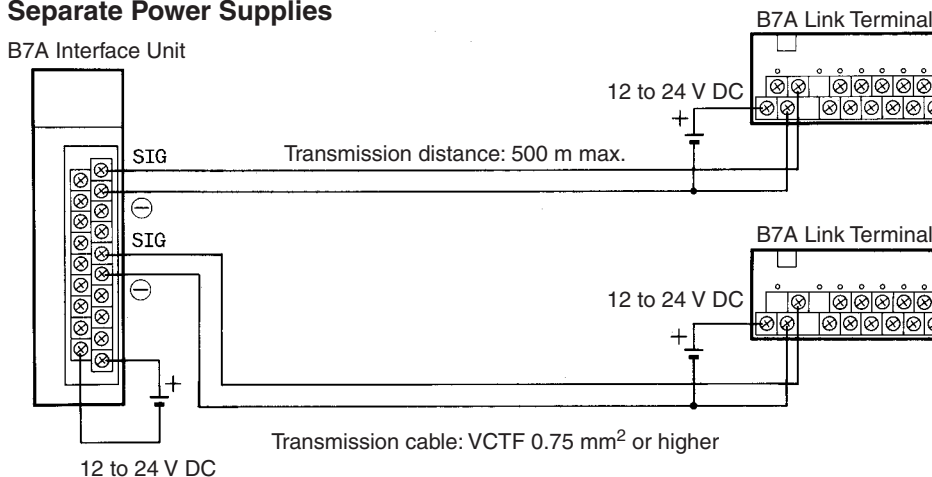 Separate Power Supplies
B7A Interface Unit
B7A Link Terminal
12 to 24 V DC
+
SIG
Transmission distance: 500 m max.
⊖
SIG
B7A Link Terminal
⊖
12 to 24 V DC
+
+
Transmission cable: VCTF 0.75 mm² or higher
12 to 24 V DC